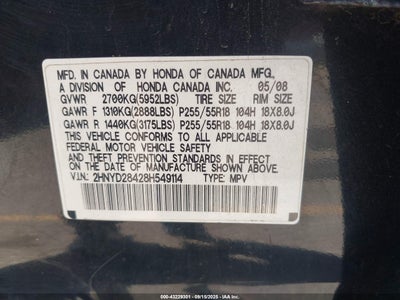 MFD. IN CANADA BY HONDA OF CANADA MFG.,
A DIVISION OF HONDA CANADA INC. 05/08
GVWR 2700KG(5952LBS) TIRE SIZE RIM SIZE
GAWR F 1310KG(2888LBS) P255/55R18 104H 18X8.0J
GAWR R 1440KG(3175LBS) P255/55R18 104H 18X8.0J
THIS VEHICLE CONFORMS TO ALL APPLICABLE
FEDERAL MOTOR VEHICLE SAFETY AND
THEFT PREVENTION STANDARDS IN EFFECT ON THE
DATE OF MANUFACTURE SHOWN ABOVE.
V.I.N: 2HNYD28428H549114 TYPE: MPV
000-43229301 - 09/15/2025 - IAA Inc.